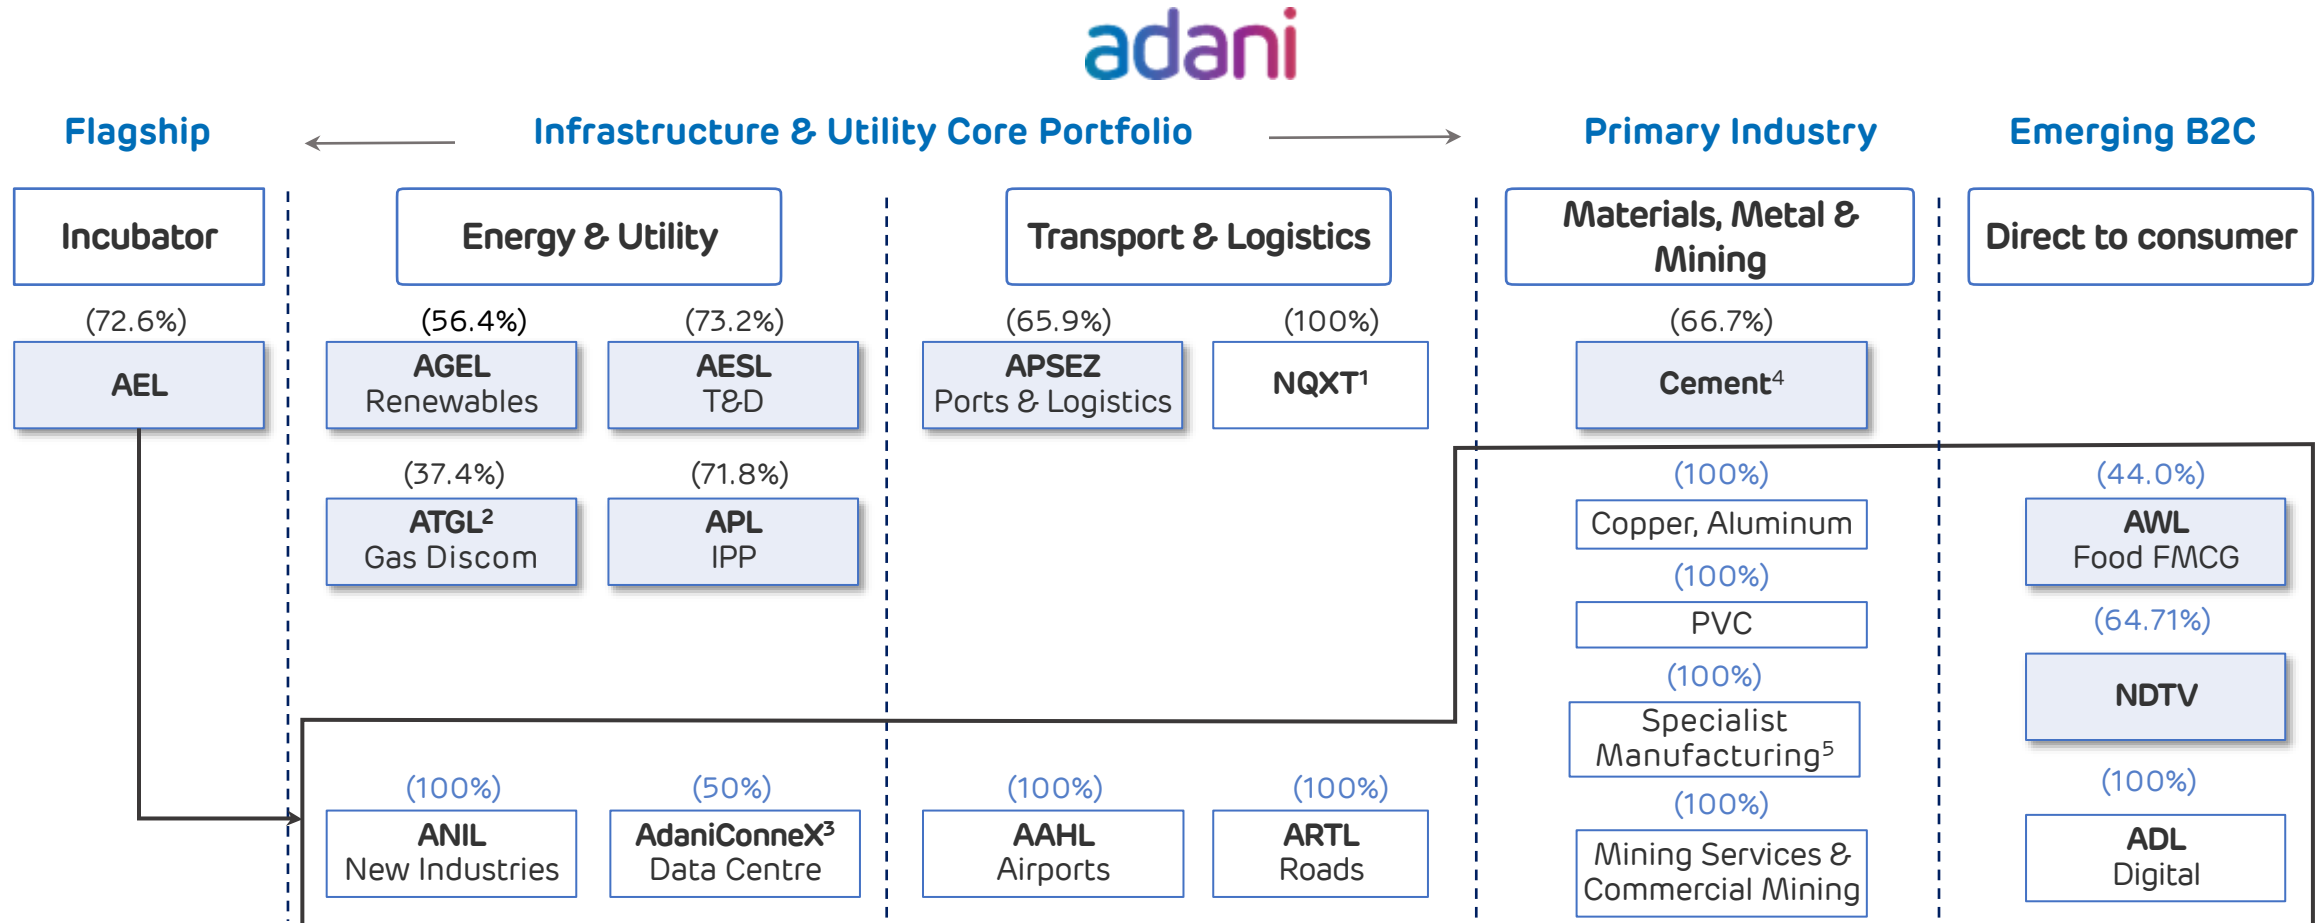 adani
Flagship
Infrastructure & Utility Core Portfolio
Primary Industry
Emerging B2C
Incubator
Energy & Utility
Transport & Logistics
Materials, Metal &
Mining
Direct to consumer
(72.6%)
AEL
(56.4%)
AGEL
Renewables
(73.2%)
AESL
T&D
(65.9%)
APSEZ
Ports & Logistics
(100%)
NQXT¹
(66.7%)
Cement⁴
(37.4%)
ATGL²
Gas Discom
(71.8%)
APL
IPP
(100%)
Copper, Aluminum
(100%)
PVC
(100%)
Specialist
Manufacturing⁵
(100%)
Mining Services &
Commercial Mining
(44.0%)
AWL
Food FMCG
(64.71%)
NDTV
(100%)
ADL
Digital
(100%)
ANIL
New Industries
(50%)
AdaniConneX³
Data Centre
(100%)
AAHL
Airports
(100%)
ARTL
Roads